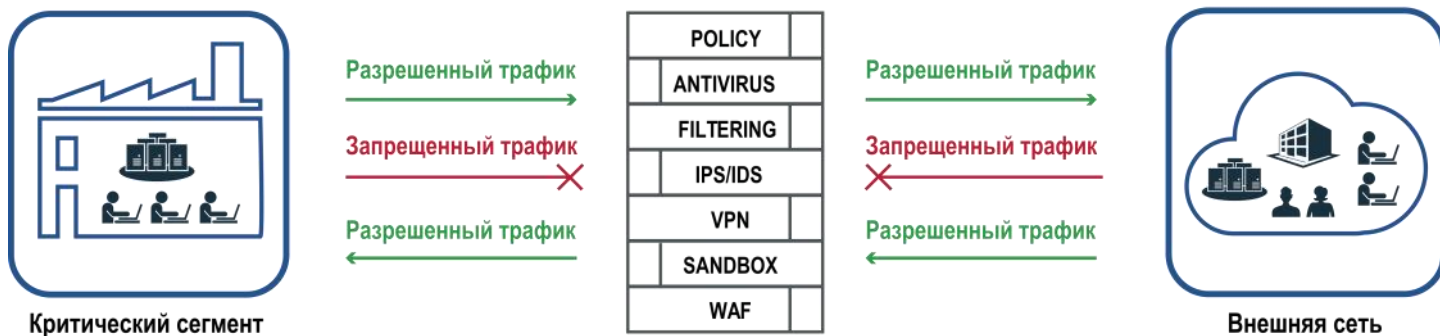 POLICY
Разрешенный трафик
Разрешенный трафик
ANTIVIRUS
FILTERING
Запрещенный трафик
Запрещенный трафик
IPS/IDS
VPN
Разрешенный трафик
Разрешенный трафик
SANDBOX
WAF
Критический сегмент
Внешняя сеть